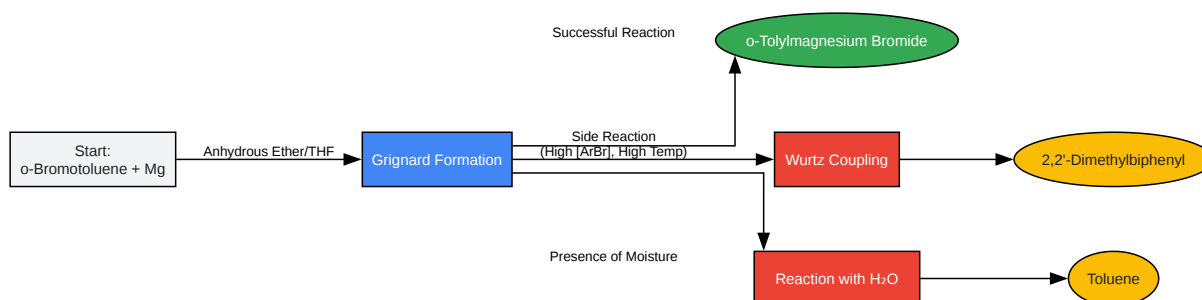 Successful Reaction
o-Tolylmagnesium Bromide
Start:
o-Bromotoluene + Mg
Anhydrous Ether/THF
Grignard Formation
Side Reaction
(High [ArBr], High Temp)
Wurtz Coupling
2,2'-Dimethylbiphenyl
Presence of Moisture
Reaction with H₂O
Toluene